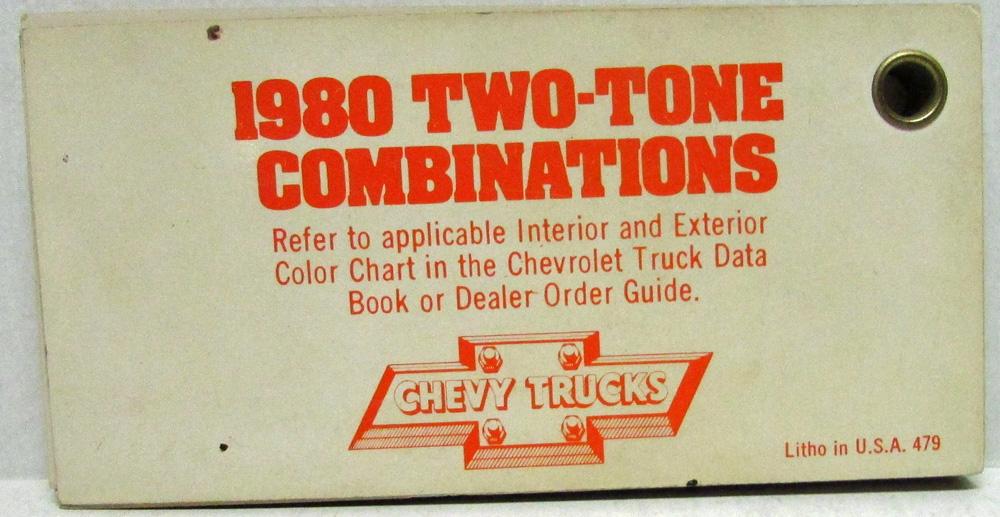 1980 TWO-TONE
COMBINATIONS
Refer to applicable Interior and Exterior
Color Chart in the Chevrolet Truck Data
Book or Dealer Order Guide.
CHEVY TRUCKS
Litho in U.S.A. 479